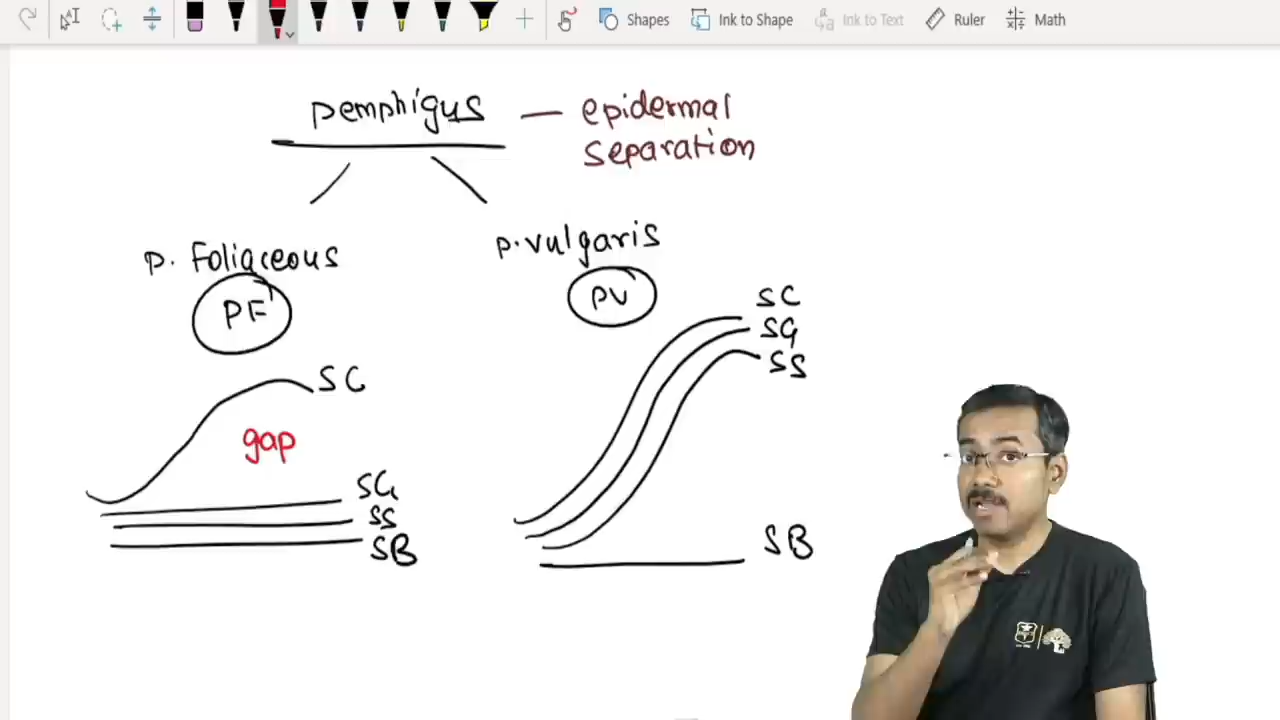 Shapes
Ink to Shape
Ink to Text
Ruler
Math
pemphigus — epidermal
separation
p. Foliaceous
p. vulgaris
PF
PV
SC
SG
SS
SC
gap
SG
SS
SB
SB